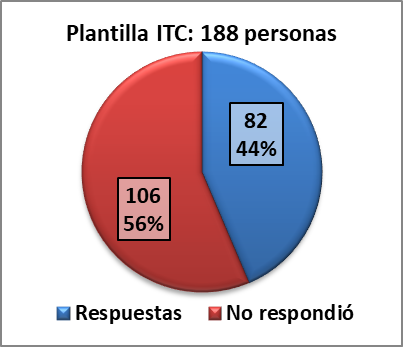 Plantilla ITC: 188 personas
82
44%
106
56%
Respuestas
No respondió